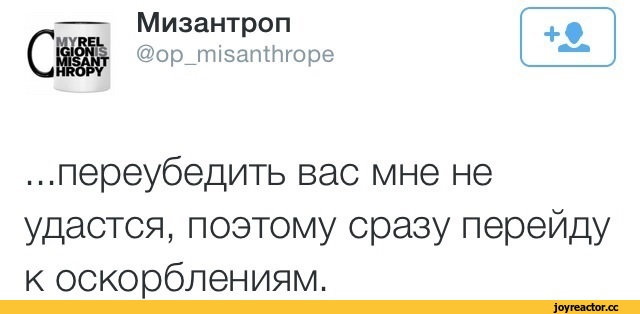 Мизантроп
@op_misanthrope
MYREL
IGIONIS
MISANT
HROPY
...переубедить вас мне не
удастся, поэтому сразу перейду
к оскорблениям.
joyreactor.cc